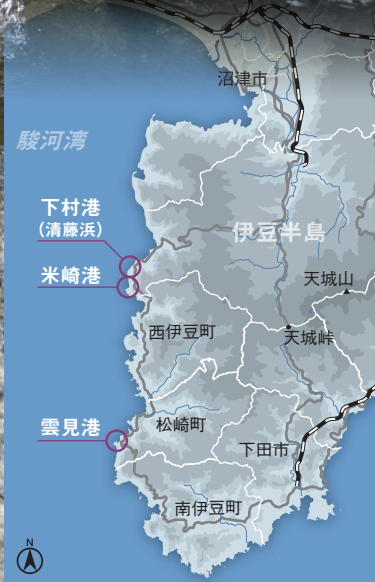 沼津市
駿河湾
下村港
(清藤浜)
伊豆半島
米崎港
天城山
西伊豆町
天城峠
雲見港
松崎町
下田市
南伊豆町
N